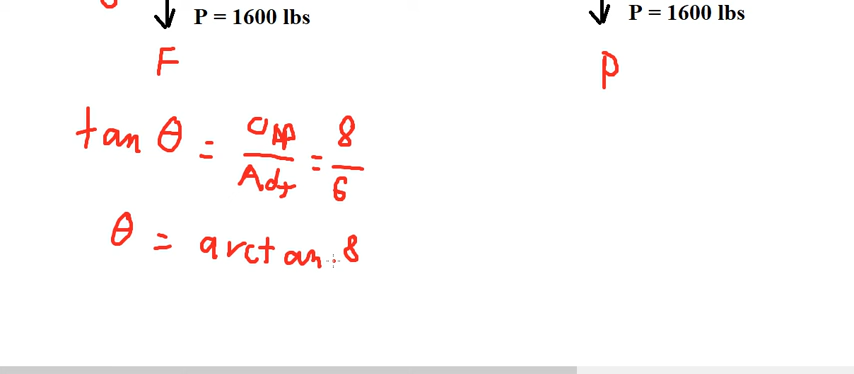 P = 1600 lbs
P = 1600 lbs
F
P
tan θ = Opp/Adj = 8/6
θ = arctan 8